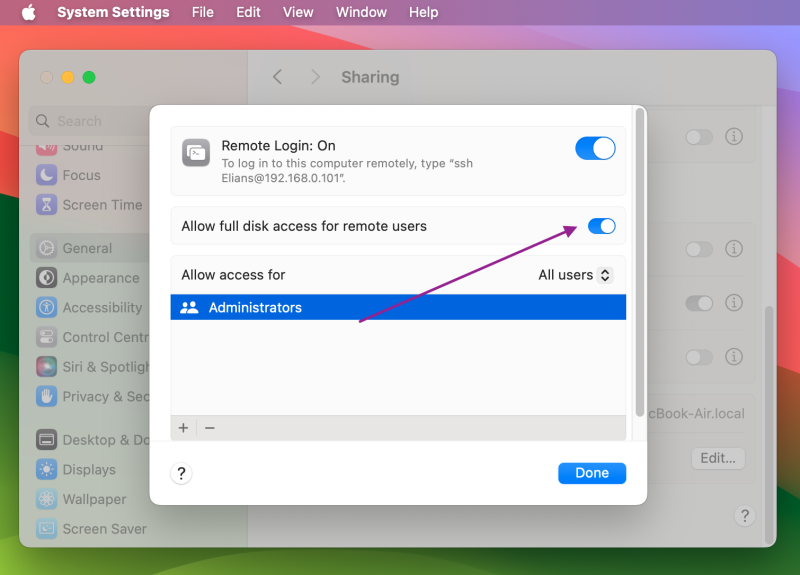 System Settings File Edit View Window Help
Sharing
Search
Sound
Focus
Screen Time
General
Appearance
Accessibility
Control Centr
Siri & Spotligh
Privacy & Sec
Desktop & Do
Displays
Wallpaper
Screen Saver
Remote Login: On
To log in to this computer remotely, type “ssh
Elians@192.168.0.101”.
Allow full disk access for remote users
Allow access for All users
Administrators
+ −
? Done
cBook-Air.local
Edit...
?